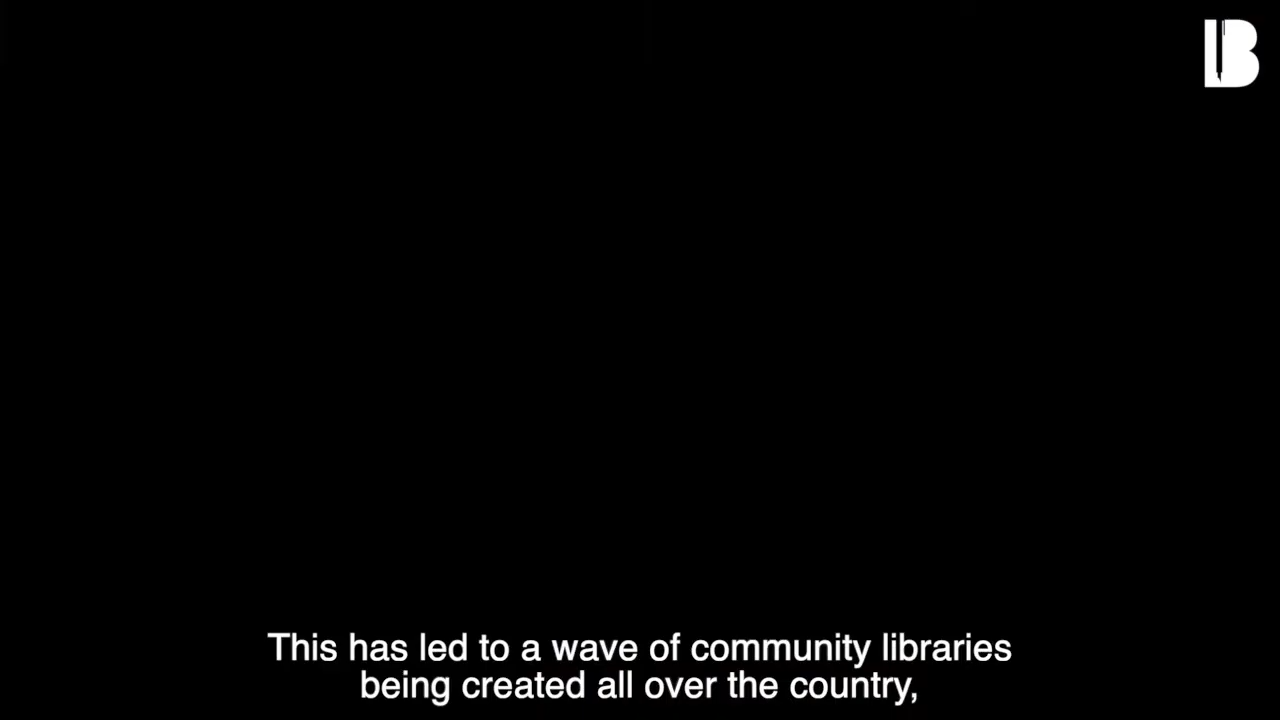 B
This has led to a wave of community libraries
being created all over the country,